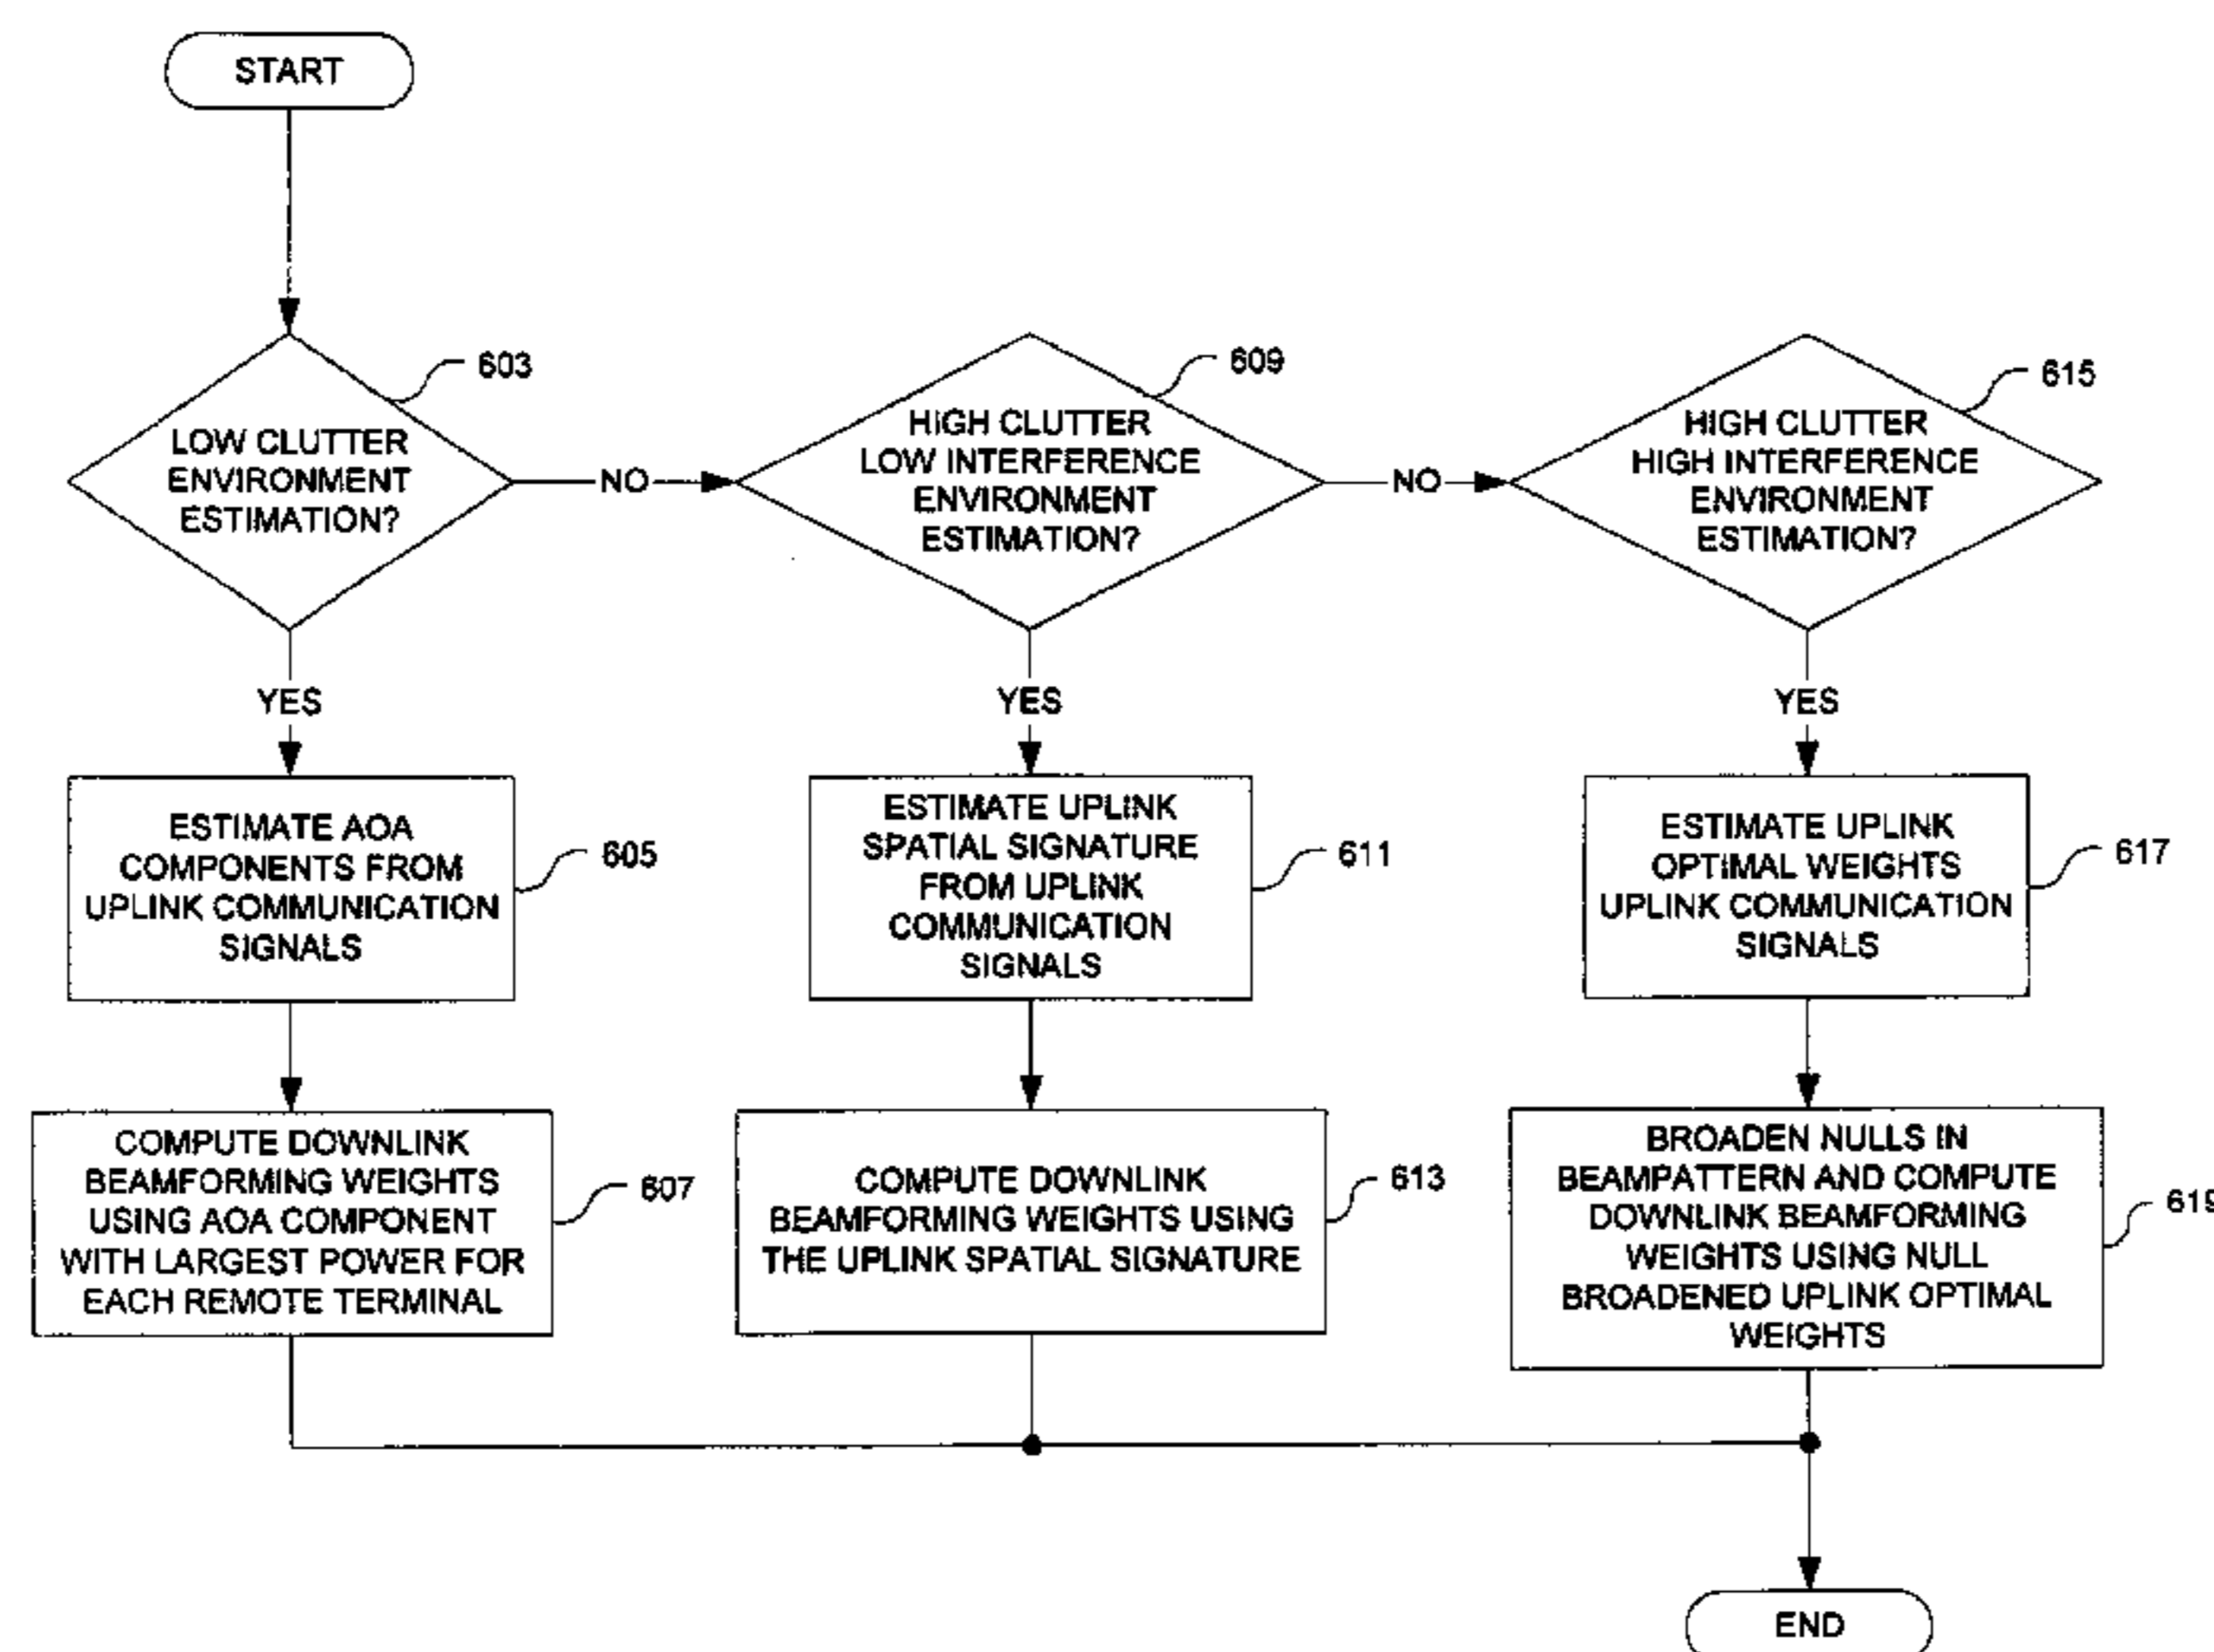 START
603
LOW CLUTTER
ENVIRONMENT
ESTIMATION?
NO
609
HIGH CLUTTER
LOW INTERFERENCE
ENVIRONMENT
ESTIMATION?
NO
615
HIGH CLUTTER
HIGH INTERFERENCE
ENVIRONMENT
ESTIMATION?
YES
YES
YES
ESTIMATE AOA
COMPONENTS FROM
UPLINK COMMUNICATION
SIGNALS
605
ESTIMATE UPLINK
SPATIAL SIGNATURE
FROM UPLINK
COMMUNICATION
SIGNALS
611
ESTIMATE UPLINK
OPTIMAL WEIGHTS
UPLINK COMMUNICATION
SIGNALS
617
COMPUTE DOWNLINK
BEAMFORMING WEIGHTS
USING AOA COMPONENT
WITH LARGEST POWER FOR
EACH REMOTE TERMINAL
607
COMPUTE DOWNLINK
BEAMFORMING WEIGHTS USING
THE UPLINK SPATIAL SIGNATURE
613
BROADEN NULLS IN
BEAMPATTERN AND COMPUTE
DOWNLINK BEAMFORMING
WEIGHTS USING NULL
BROADENED UPLINK OPTIMAL
WEIGHTS
619
END